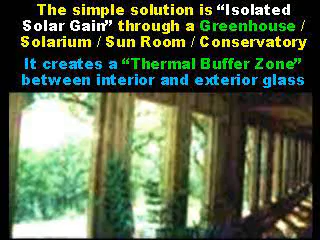 The simple solution is “Isolated
Solar Gain” through a Greenhouse /
Solarium / Sun Room / Conservatory
It creates a “Thermal Buffer Zone”
between interior and exterior glass